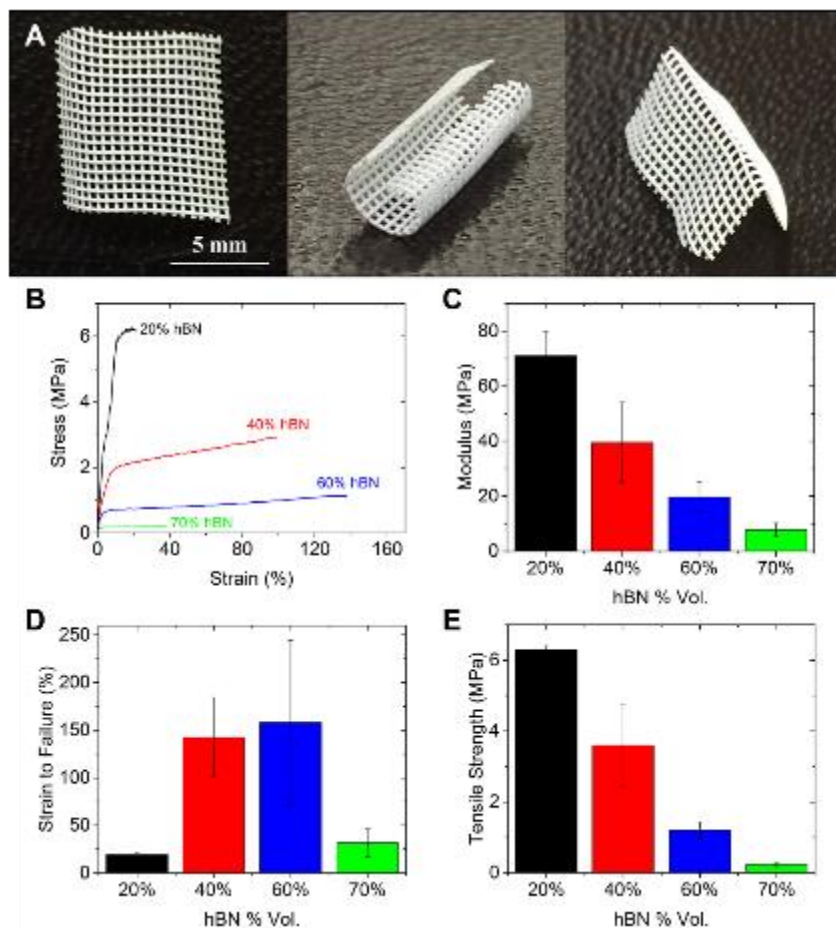 A
5 mm
B
6
4
2
0
Stress (MPa)
20% hBN
40% hBN
60% hBN
70% hBN
0 40 80 120 160
Strain (%)
C
80
60
40
20
0
Modulus (MPa)
20% 40% 60% 70%
hBN % Vol.
D
250
200
150
100
50
0
Strain to Failure (%)
20% 40% 60% 70%
hBN % Vol.
E
6
4
2
0
Tensile Strength (MPa)
20% 40% 60% 70%
hBN % Vol.